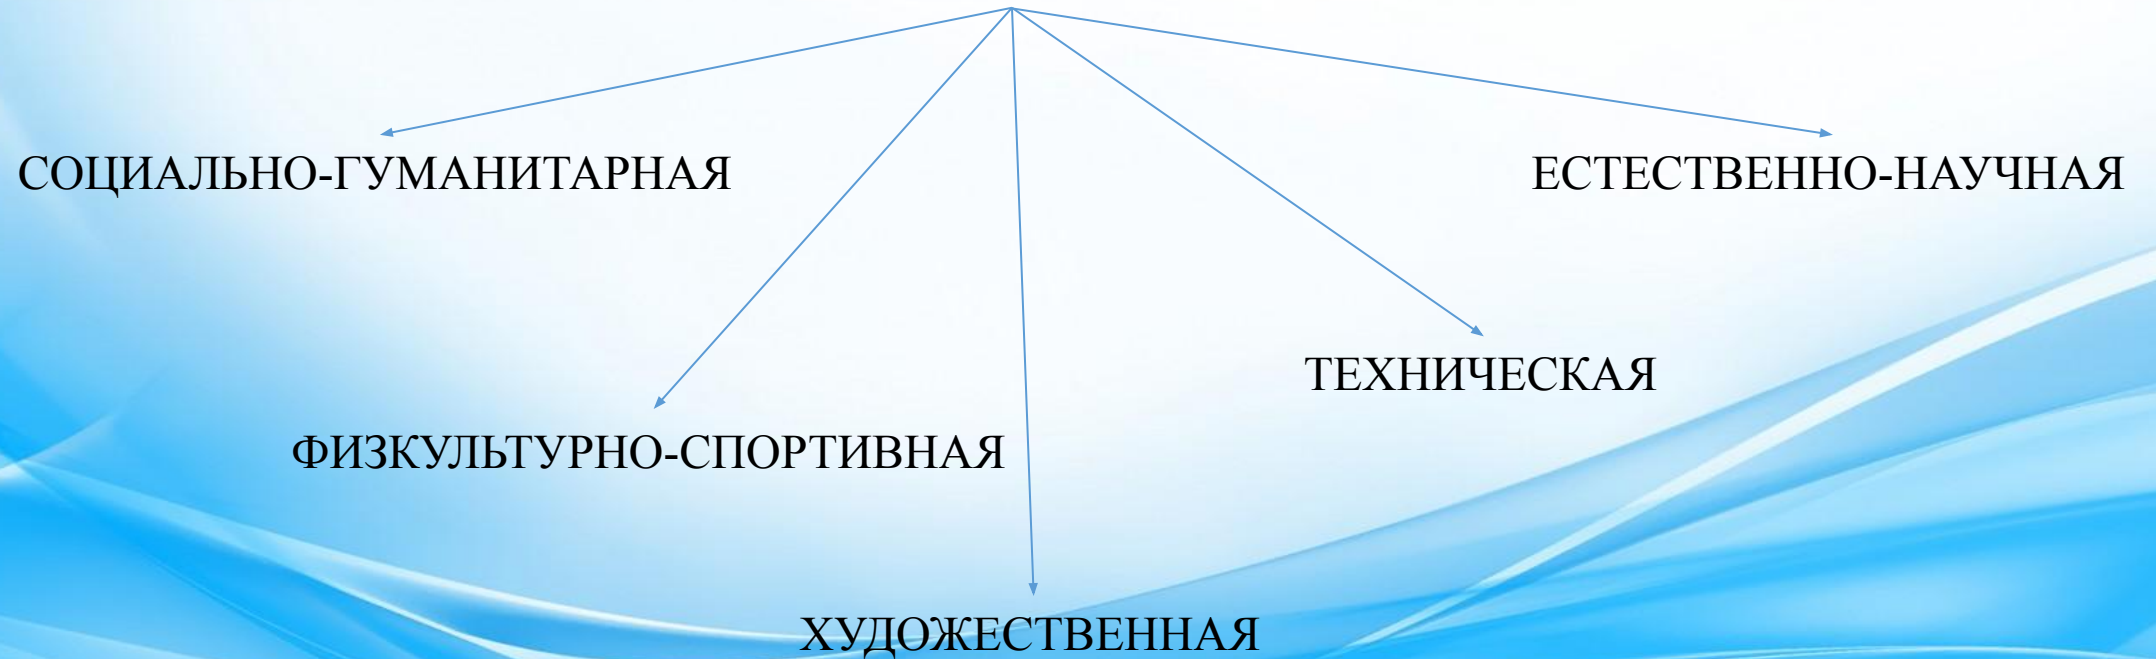 СОЦИАЛЬНО-ГУМАНИТАРНАЯ
ЕСТЕСТВЕННО-НАУЧНАЯ
ТЕХНИЧЕСКАЯ
ФИЗКУЛЬТУРНО-СПОРТИВНАЯ
ХУДОЖЕСТВЕННАЯ